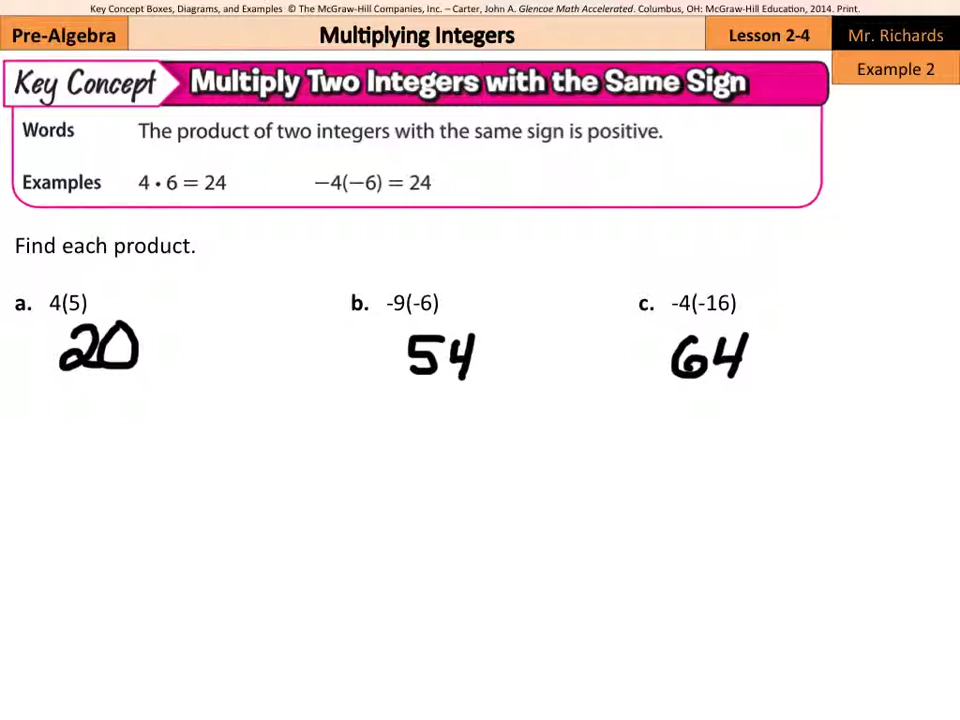 Key Concept Boxes, Diagrams, and Examples © The McGraw-Hill Companies, Inc. – Carter, John A. Glencoe Math Accelerated. Columbus, OH: McGraw-Hill Education, 2014. Print.
Pre-Algebra Multiplying Integers Lesson 2-4 Mr. Richards
Example 2
Key Concept Multiply Two Integers with the Same Sign
Words The product of two integers with the same sign is positive.
Examples 4 • 6 = 24 −4(−6) = 24
Find each product.
a. 4(5) b. -9(-6) c. -4(-16)
20 54 64